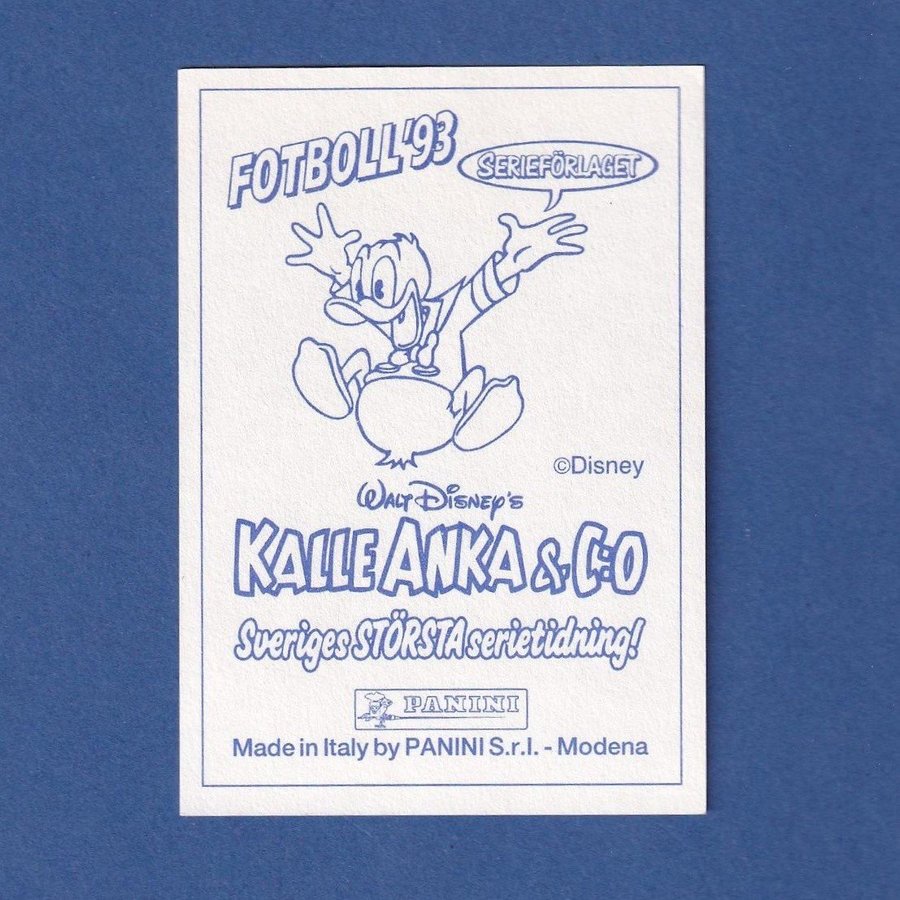 FOTBOLL '93
SERIEFÖRLAGET
©Disney
WALT DISNEY'S
KALLE ANKA & C:O
Sveriges STÖRSTA serietidning!
PANINI
Made in Italy by PANINI S.r.l. - Modena